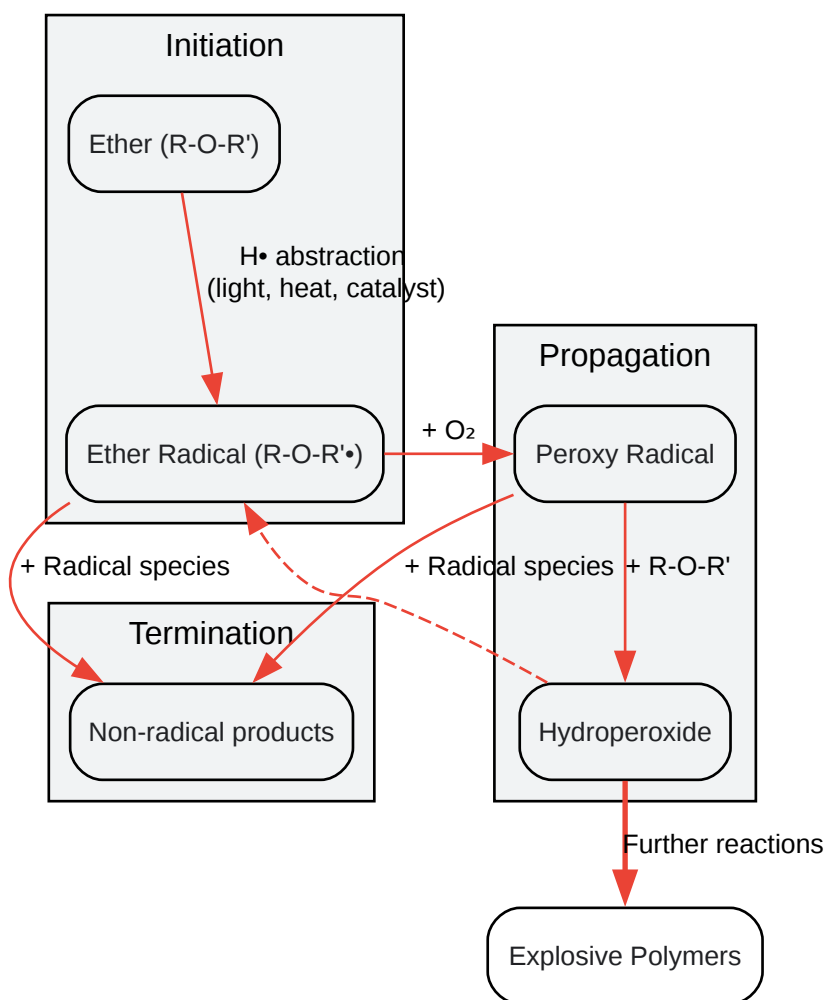 Initiation
Ether (R-O-R')
H• abstraction
(light, heat, catalyst)
Ether Radical (R-O-R'•)
+ O₂
Propagation
Peroxy Radical
+ Radical species
+ Radical species
+ R-O-R'
Termination
Non-radical products
Hydroperoxide
Further reactions
Explosive Polymers